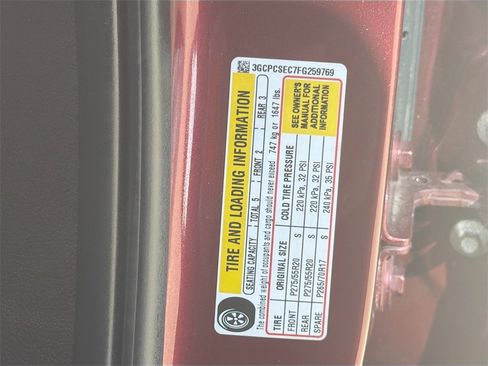 3GCPCSEC7FG259769
TIRE AND LOADING INFORMATION
SEATING CAPACITY TOTAL 5 FRONT 2 REAR 3
The combined weight of occupants and cargo should never exceed 747 kg or 1647 lbs.
TIRE ORIGINAL SIZE COLD TIRE PRESSURE
FRONT P275/55R20 S 220 kPa, 32 PSI
REAR P275/55R20 S 220 kPa, 32 PSI
SPARE P265/70R17 S 240 kPa, 35 PSI
SEE OWNER'S
MANUAL FOR
ADDITIONAL
INFORMATION